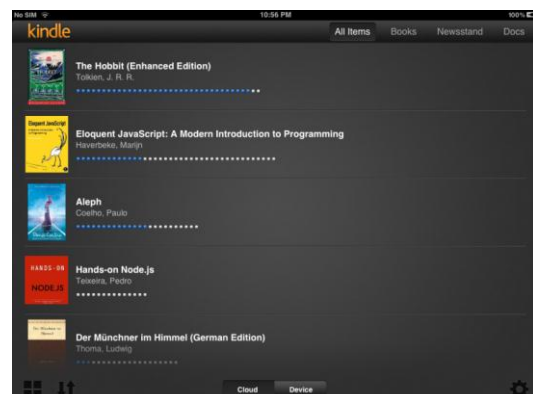 No SIM
10:56 PM
100%
kindle
All Items
Books
Newsstand
Docs
The Hobbit (Enhanced Edition)
Tolkien, J. R. R.
Eloquent JavaScript
Eloquent JavaScript: A Modern Introduction to Programming
Haverbeke, Marijn
Aleph
Coelho, Paulo
HANDS-ON
NODE.JS
Hands-on Node.js
Teixeira, Pedro
Der Münchner im Himmel (German Edition)
Thoma, Ludwig
Cloud
Device